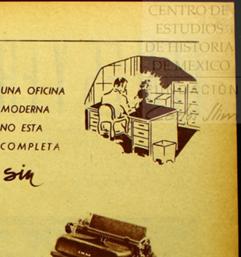 CENTRO DE
ESTUDIOS
DE HISTORIA
DE MEXICO
UNA OFICINA
MODERNA
NO ESTA
COMPLETA
sin